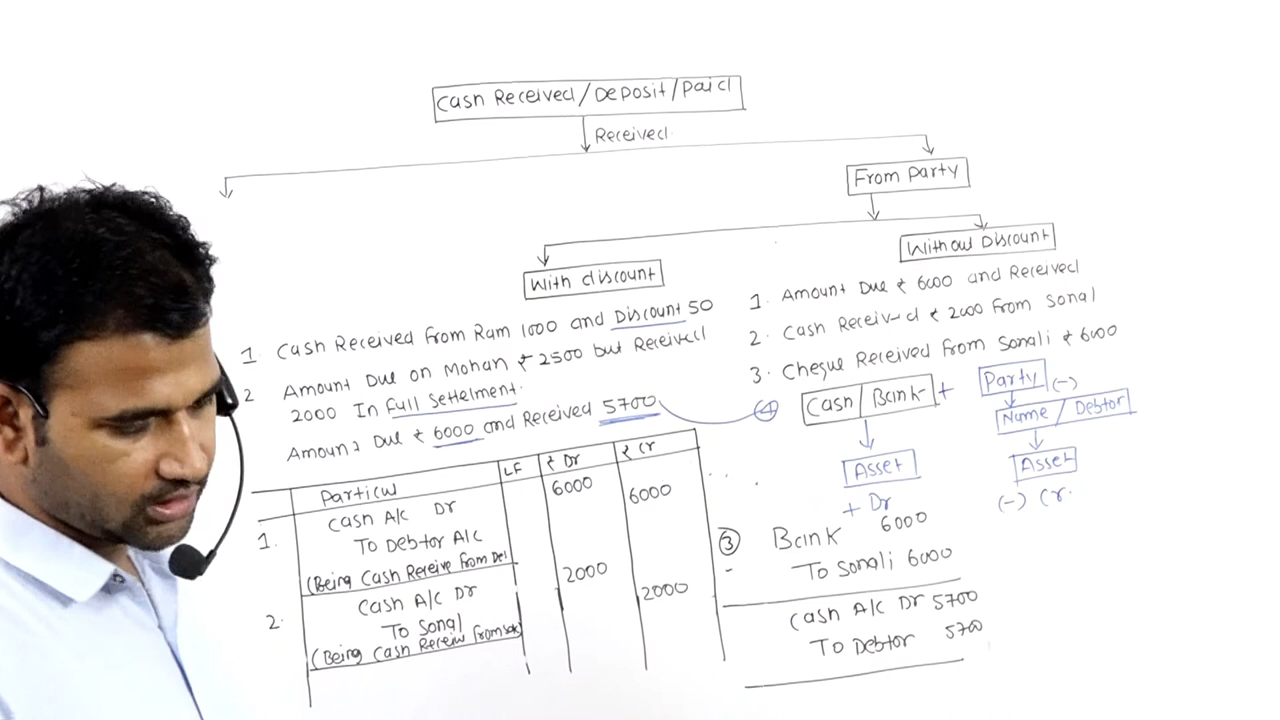 Cash Received/Deposit/Paid
Received
From Party
With discount
Without Discount
1. Cash Received from Ram 1000 and Discount 50
2 Amount Due on Mohan ₹ 2500 but Received
2000 In Full Settelment.
Amount Due ₹ 6000 and Received 5700
1. Amount Due ₹ 6000 and Received
2. Cash Received ₹ 2000 From Sonal
3. Cheque Received From Sonali ₹ 6000
4
Cash/Bank + Party (-)
Name / Debtor
Asset
Asset
+ Dr
(-) Cr.
Particul LF ₹ Dr ₹ Cr
1. Cash A/c Dr 6000 6000
To Debtor A/c
(Being Cash Receive From De
2. Cash A/c Dr 2000 2000
To Sonal
(Being Cash Receive from
3 Bank 6000
To Sonali 6000
Cash A/c Dr 5700
To Debtor 5700